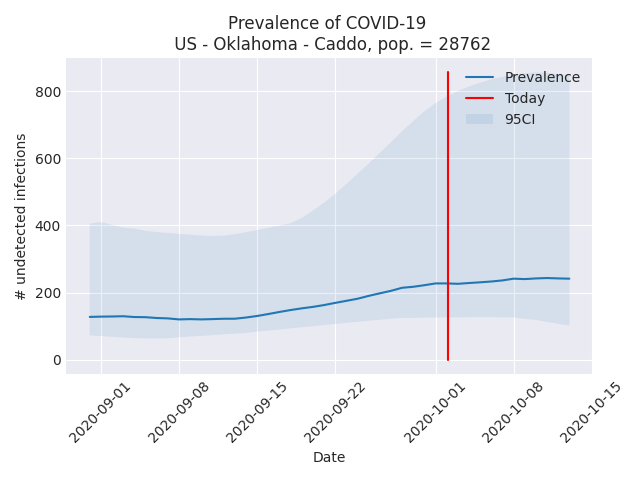 Prevalence of COVID-19
US - Oklahoma - Caddo, pop. = 28762
Prevalence
Today
95CI
# undetected infections
800
600
400
200
0
2020-09-01
2020-09-08
2020-09-15
2020-09-22
2020-10-01
2020-10-08
2020-10-15
Date